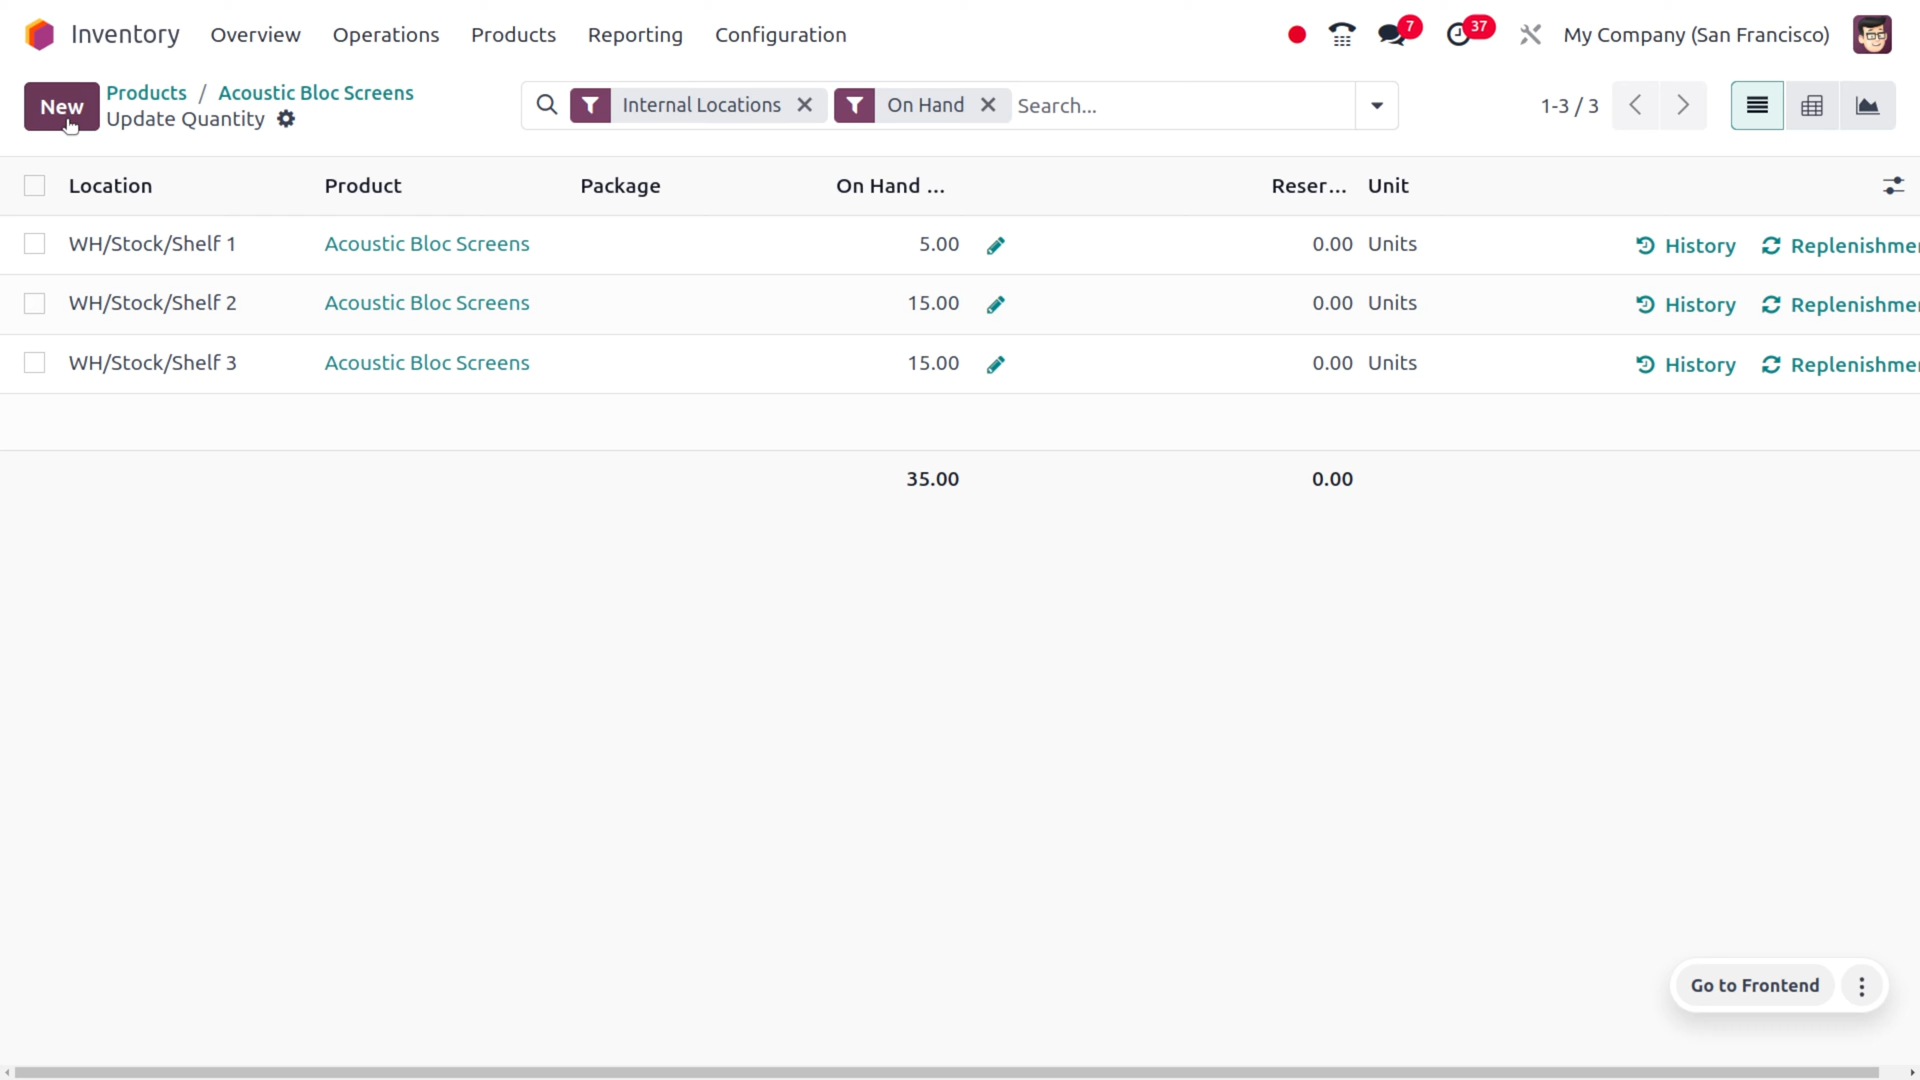 Inventory Overview Operations Products Reporting Configuration 7 37 My Company (San Francisco)
New Products / Acoustic Bloc Screens
Update Quantity
Internal Locations On Hand Search... 1-3 / 3
Location Product Package On Hand ... Reser... Unit
WH/Stock/Shelf 1 Acoustic Bloc Screens 5.00 0.00 Units History Replenishmen
WH/Stock/Shelf 2 Acoustic Bloc Screens 15.00 0.00 Units History Replenishmen
WH/Stock/Shelf 3 Acoustic Bloc Screens 15.00 0.00 Units History Replenishmen
35.00 0.00
Go to Frontend